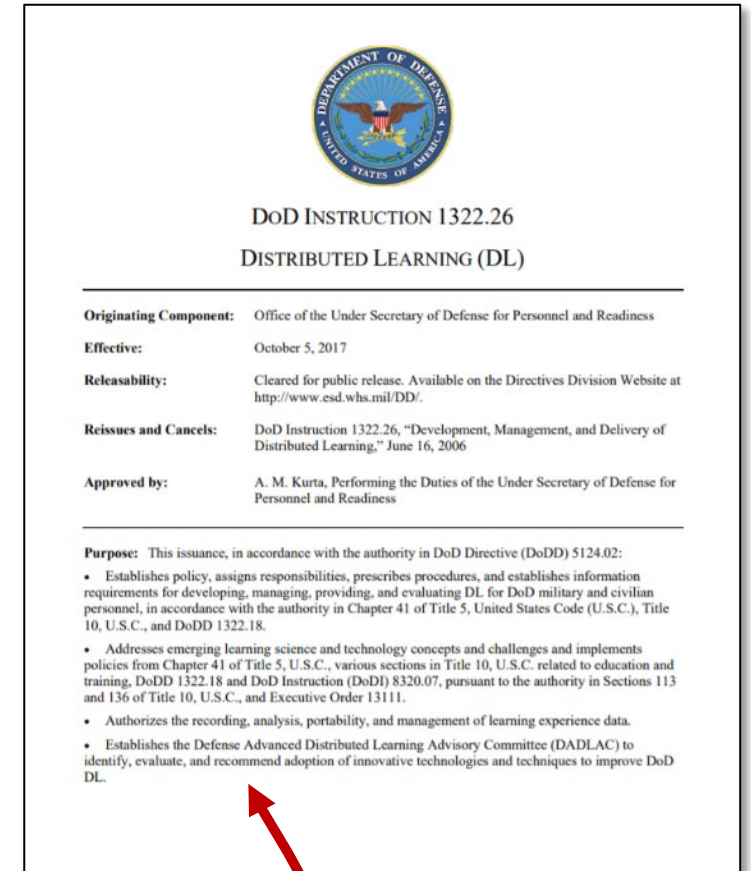 DEPARTMENT OF DEFENSE
UNITED STATES OF AMERICA
DOD INSTRUCTION 1322.26
DISTRIBUTED LEARNING (DL)
Originating Component: Office of the Under Secretary of Defense for Personnel and Readiness
Effective: October 5, 2017
Releasability: Cleared for public release. Available on the Directives Division Website at
http://www.esd.whs.mil/DD/.
Reissues and Cancels: DoD Instruction 1322.26, “Development, Management, and Delivery of
Distributed Learning,” June 16, 2006
Approved by: A. M. Kurta, Performing the Duties of the Under Secretary of Defense for
Personnel and Readiness
Purpose: This issuance, in accordance with the authority in DoD Directive (DoDD) 5124.02:
• Establishes policy, assigns responsibilities, prescribes procedures, and establishes information
requirements for developing, managing, providing, and evaluating DL for DoD military and civilian
personnel, in accordance with the authority in Chapter 41 of Title 5, United States Code (U.S.C.), Title
10, U.S.C., and DoDD 1322.18.
• Addresses emerging learning science and technology concepts and challenges and implements
policies from Chapter 41 of Title 5, U.S.C., various sections in Title 10, U.S.C. related to education and
training, DoDD 1322.18 and DoD Instruction (DoDI) 8320.07, pursuant to the authority in Sections 113
and 136 of Title 10, U.S.C., and Executive Order 13111.
• Authorizes the recording, analysis, portability, and management of learning experience data.
• Establishes the Defense Advanced Distributed Learning Advisory Committee (DADLAC) to
identify, evaluate, and recommend adoption of innovative technologies and techniques to improve DoD
DL.